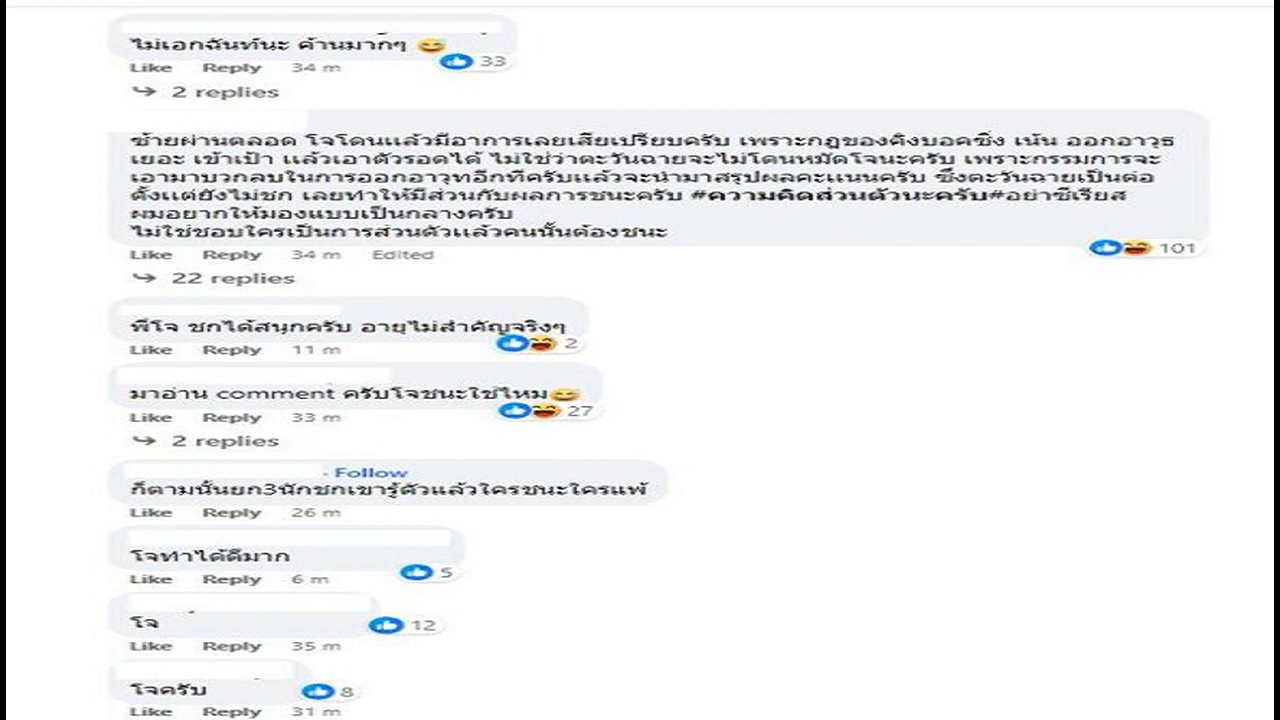 ไม่เอกฉันท์นะ ค้านมากๆ 😅
33
Like Reply 34 m
2 replies
ซ้ายผ่านตลอด โจโดนแล้วมีอาการเลยเสียเปรียบครับ เพราะกฎของคิงบอคซิ่ง เน้น ออกอาวุธ
เยอะ เข้าเป้า แล้วเอาตัวรอดได้ ไม่ใช่ว่าตะวันฉายจะไม่โดนหมัดโจนะครับ เพราะกรรมการจะ
เอามาบวกลบในการออกอาวุทอีกทีครับแล้วจะนำมาสรุปผลคะแนนครับ ซึ่งตะวันฉายเป็นต่อ
ตั้งแต่ยังไม่ชก เลยทำให้มีส่วนกับผลการชนะครับ #ความคิดส่วนตัวนะครับ#อย่าซีเรียส
ผมอยากให้มองแบบเป็นกลางครับ
ไม่ใช่ชอบใครเป็นการส่วนตัวแล้วคนนั้นต้องชนะ
101
Like Reply 34 m Edited
22 replies
พี่โจ ชกได้สนุกครับ อายุไม่สำคัญจริงๆ
2
Like Reply 11 m
มาอ่าน comment ครับโจชนะใช่ไหม😅
27
Like Reply 33 m
2 replies
· Follow
ก็ตามนั้นยก3นักชกเขารู้ตัวแล้วใครชนะใครแพ้
Like Reply 26 m
โจทำได้ดีมาก
5
Like Reply 6 m
โจ
12
Like Reply 35 m
โจครับ
8
Like Reply 31 m